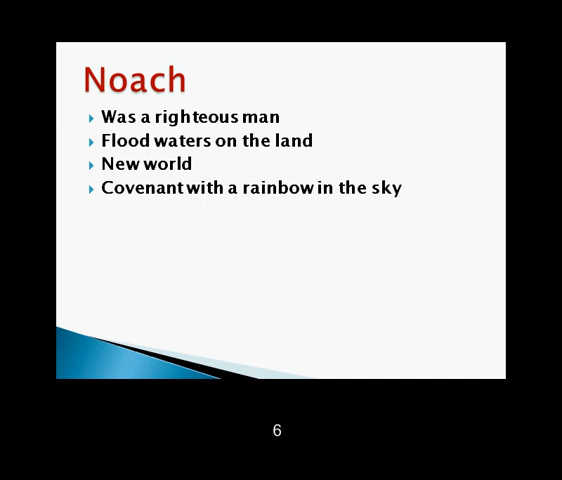 Noach
Was a righteous man
Flood waters on the land
New world
Covenant with a rainbow in the sky
6